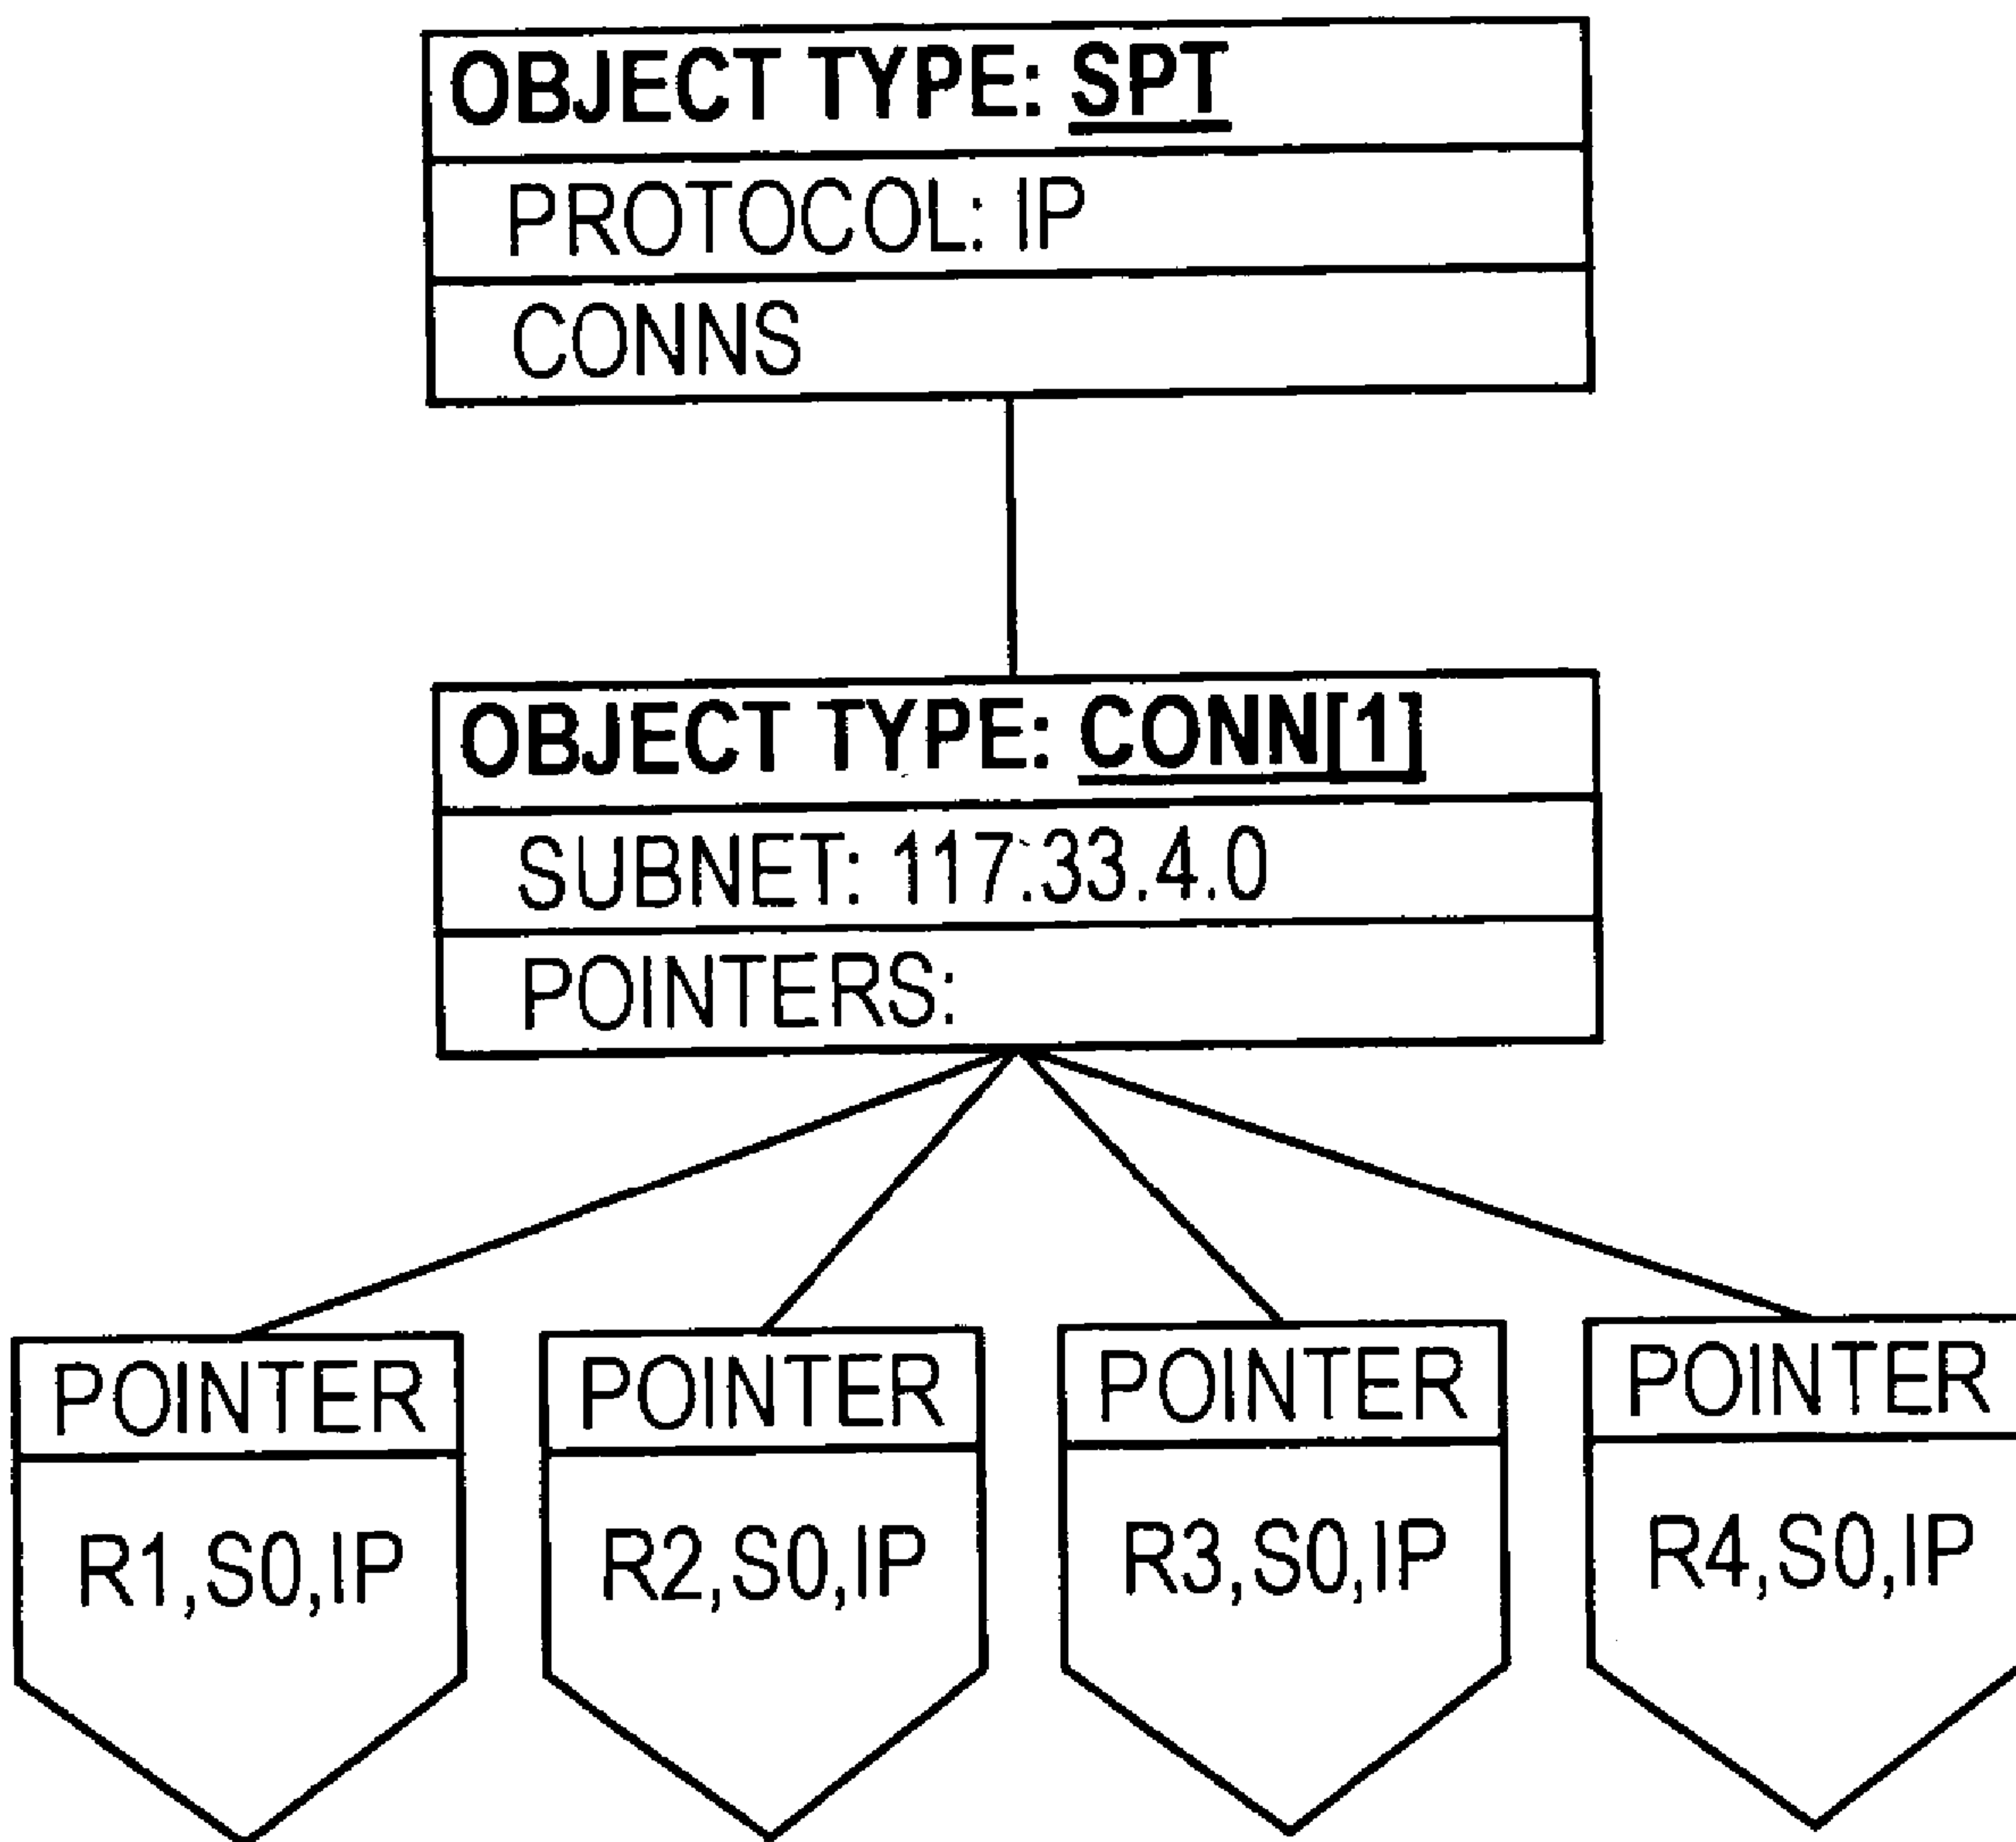 OBJECT TYPE: SPT
PROTOCOL: IP
CONNS
OBJECT TYPE: CONN[1]
SUBNET: 117.33.4.0
POINTERS:
POINTER
POINTER
POINTER
POINTER
R1,S0,IP
R2,S0,IP
R3,S0,IP
R4,S0,IP